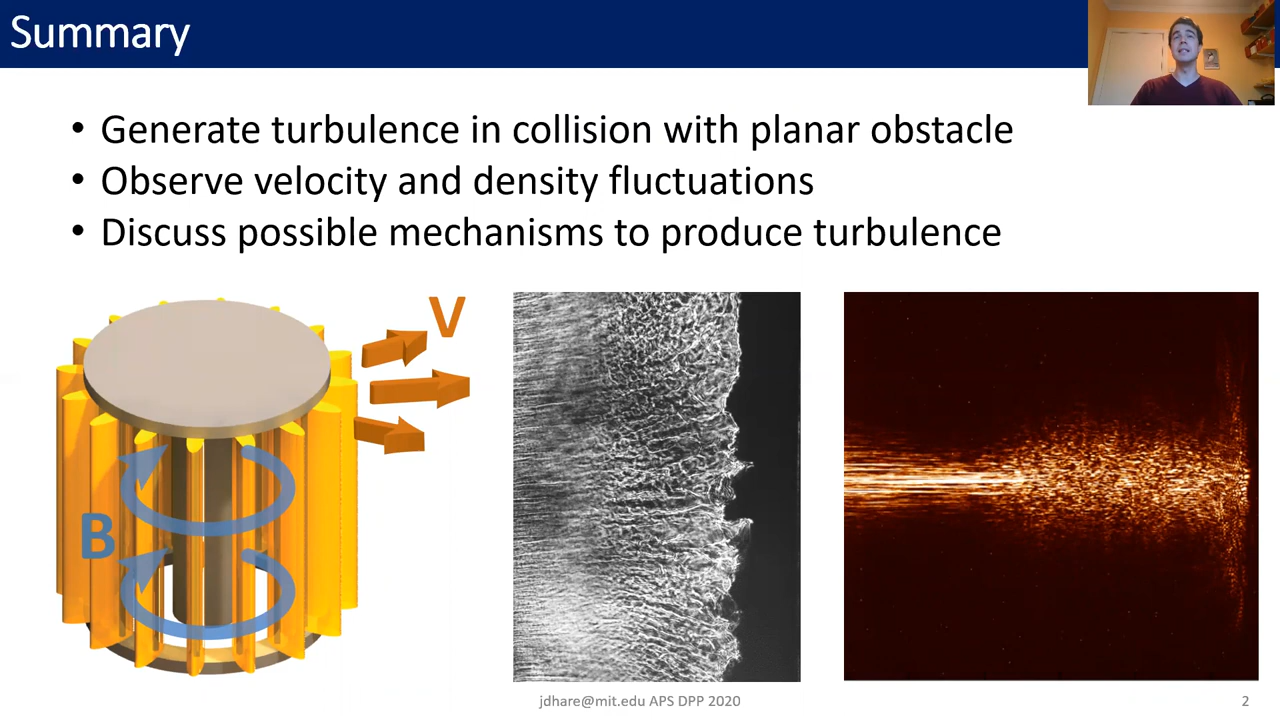 Summary
• Generate turbulence in collision with planar obstacle
• Observe velocity and density fluctuations
• Discuss possible mechanisms to produce turbulence
V
B
jdhare@mit.edu APS DPP 2020
2